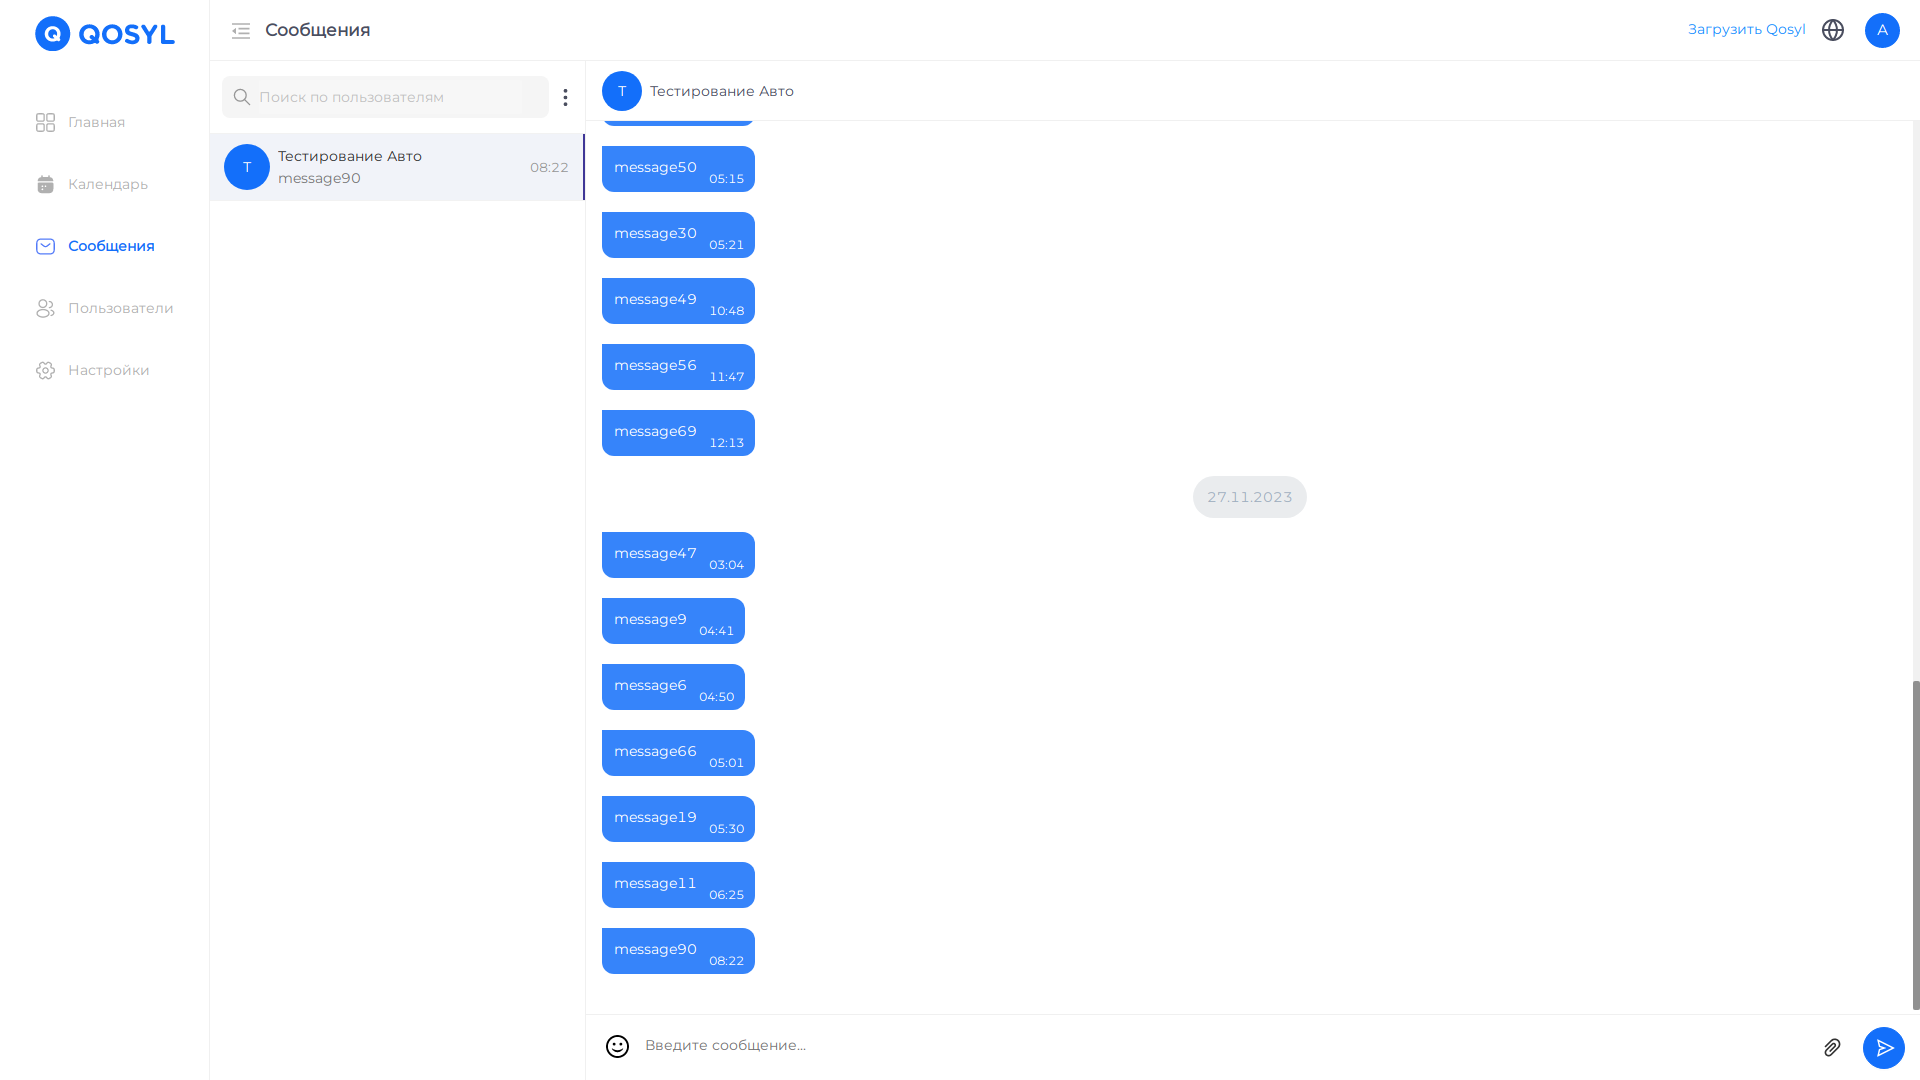 QOSYL
Главная
Календарь
Сообщения
Пользователи
Настройки
Сообщения
Загрузить Qosyl
A
Поиск по пользователям
T
Тестирование Авто
message90
08:22
T
Тестирование Авто
message50
05:15
message30
05:21
message49
10:48
message56
11:47
message69
12:13
27.11.2023
message47
03:04
message9
04:41
message6
04:50
message66
05:01
message19
05:30
message11
06:25
message90
08:22
Введите сообщение...